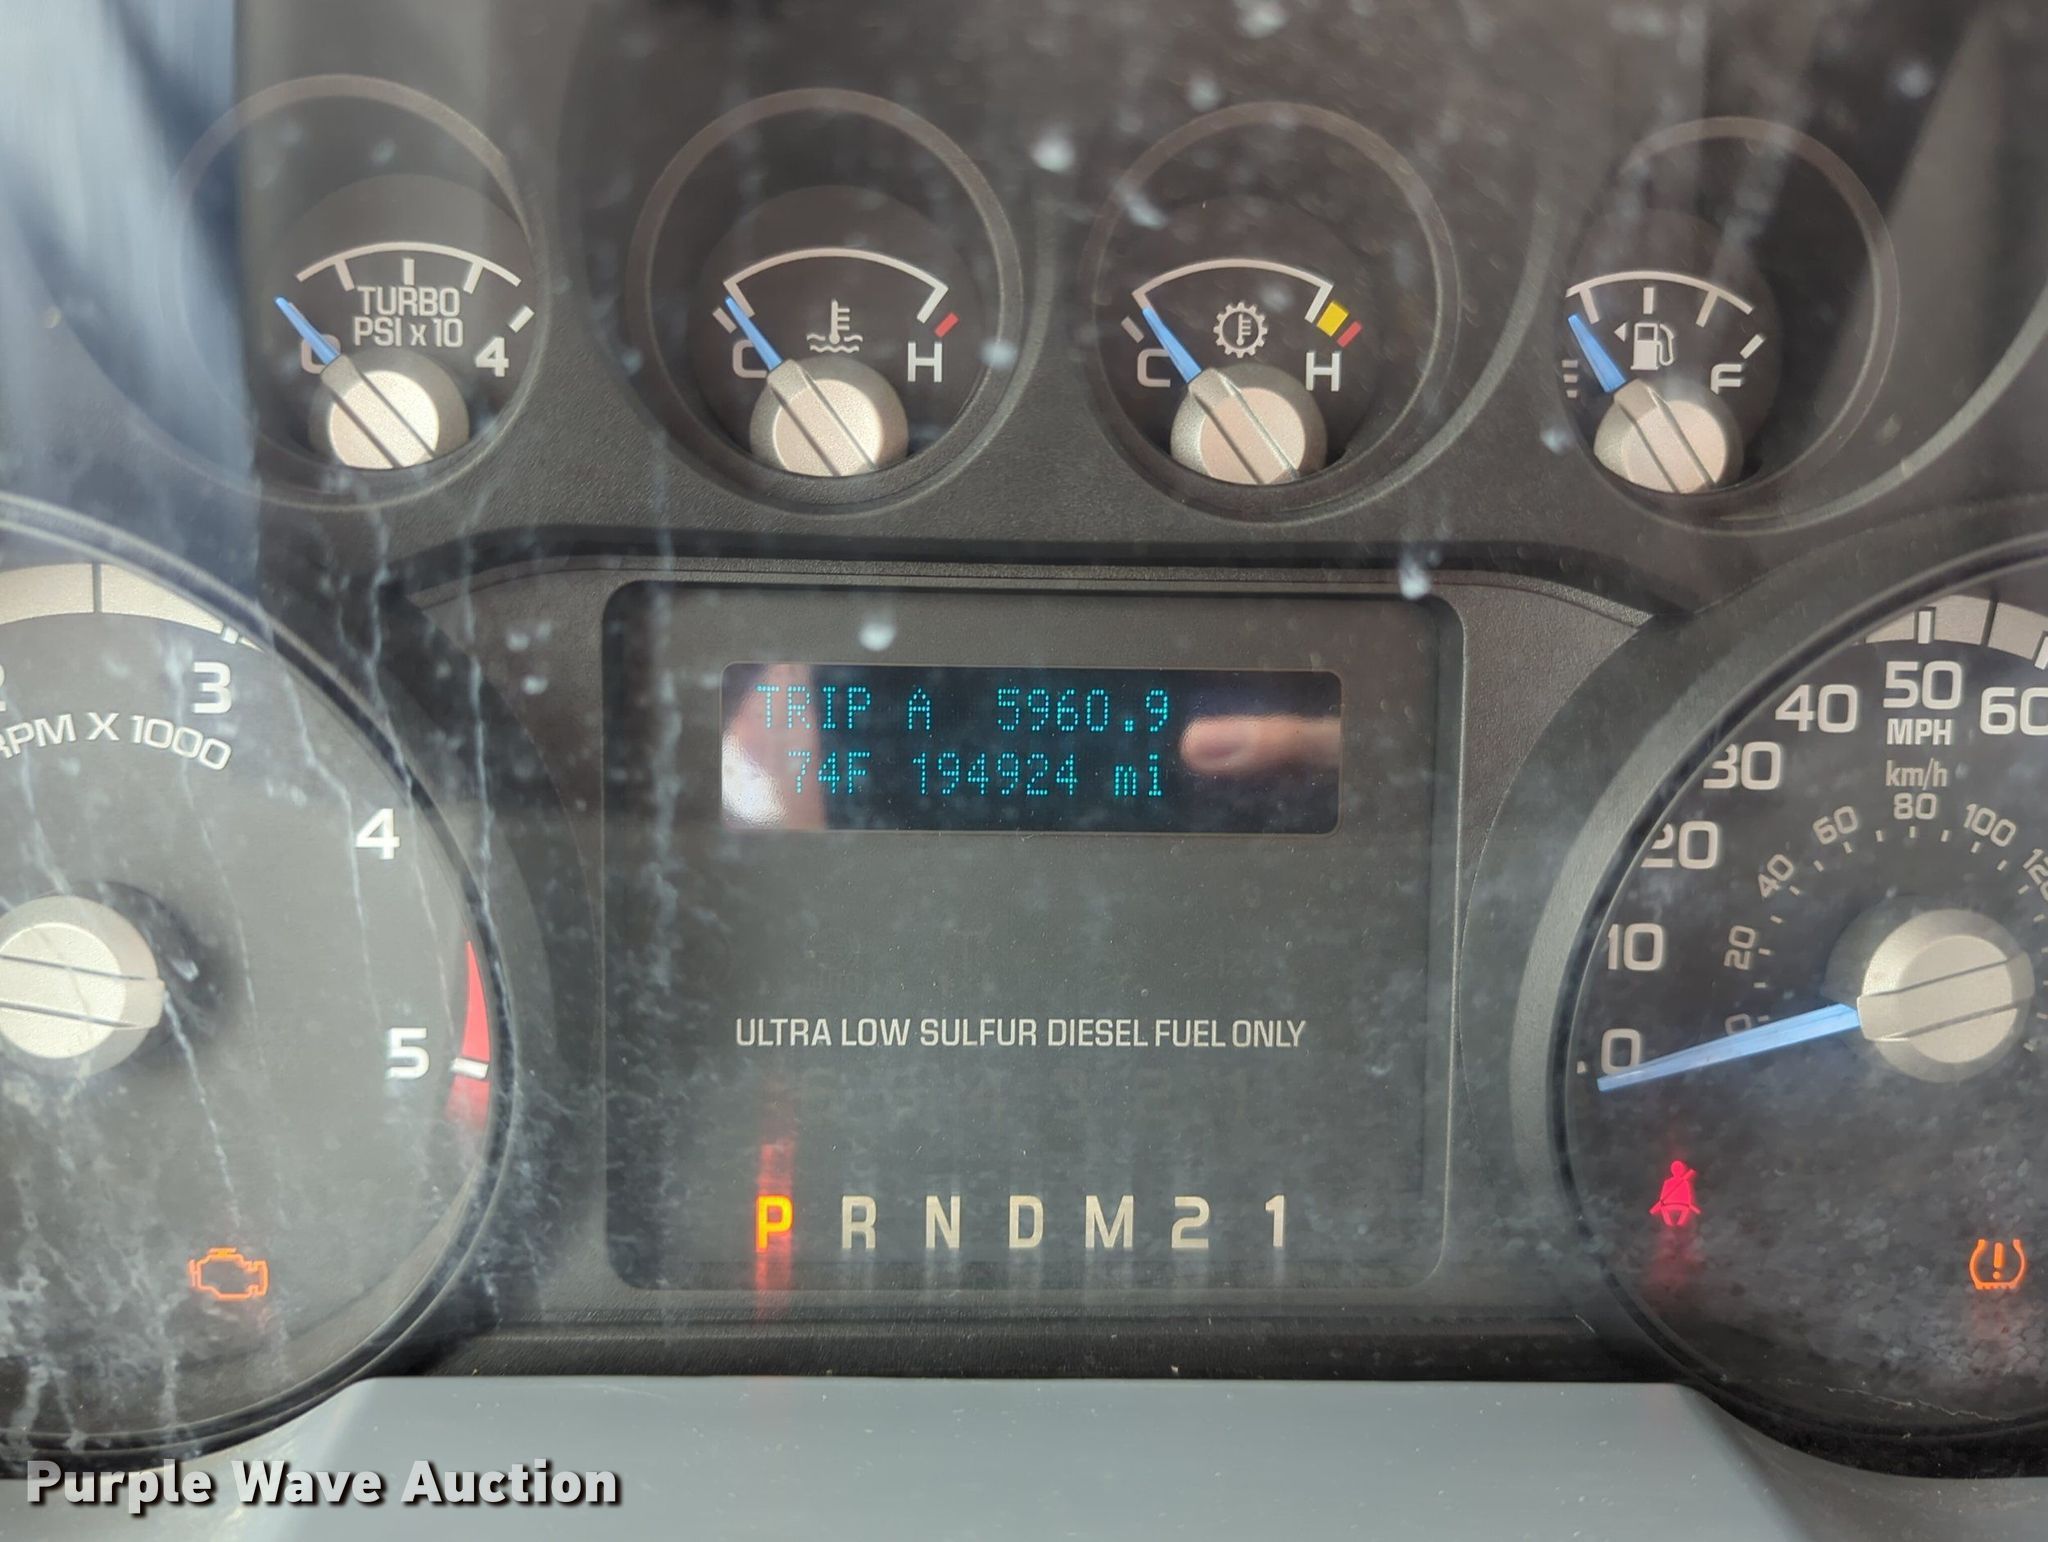 TURBO
PSI x 10
0
4
C
H
C
H
F
3
RPM X 1000
4
5
TRIP A 5960.9
74F 194924 mi
ULTRA LOW SULFUR DIESEL FUEL ONLY
P R N D M 2 1
0
10
20
30
40
50
60
MPH
km/h
20
40
60
80
100
Purple Wave Auction